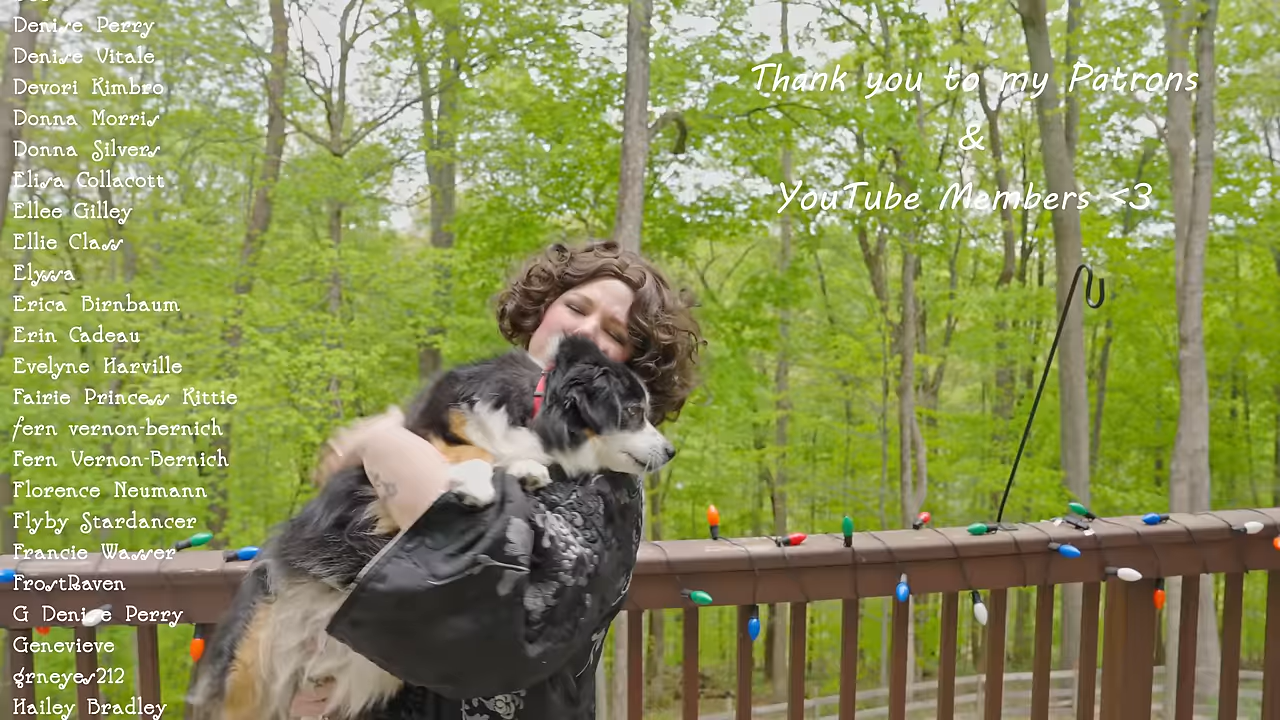 Denise Perry
Denise Vitale
Devori Kimbro
Donna Morris
Donna Silvers
Elisa Collacott
Ellee Gilley
Ellie Class
Elyssa
Erica Birnbaum
Erin Cadeau
Evelyne Harville
Fairie Princess Kittie
fern vernon-bernich
Fern Vernon-Bernich
Florence Neumann
Flyby Stardancer
Francie Wasser
FrostRaven
G Denise Perry
Genevieve
grneyes212
Hailey Bradley
Thank you to my Patrons
&
YouTube Members <3